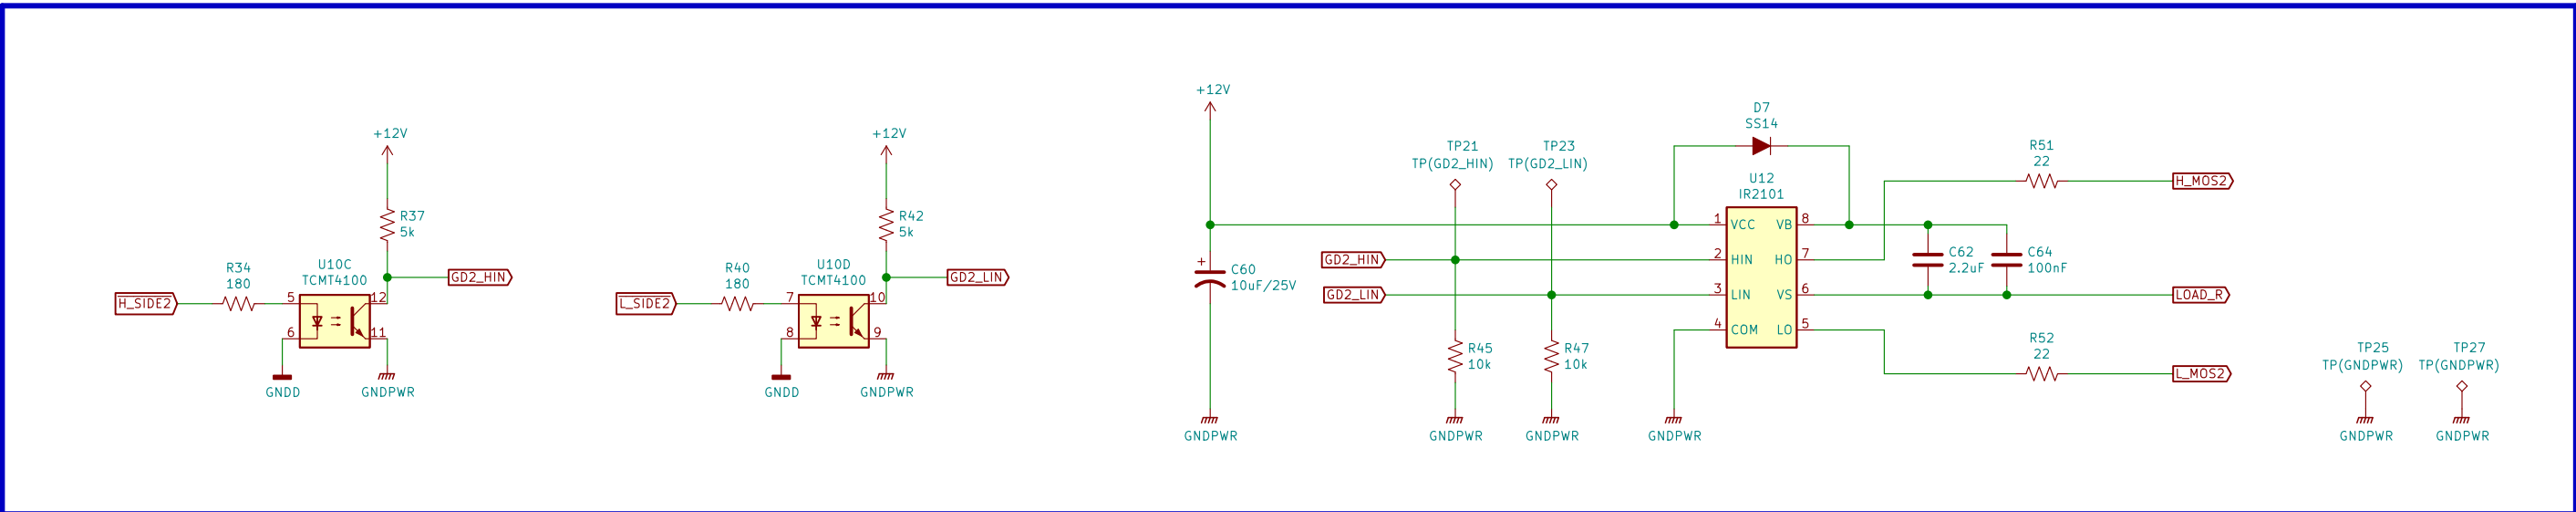 +12V
R37
5k
R34
180
U10C
TCMT4100
H_SIDE2
5
12
6
11
GD2_HIN
GNDD
GNDPWR
+12V
R42
5k
R40
180
U10D
TCMT4100
L_SIDE2
7
10
8
9
GD2_LIN
GNDD
GNDPWR
+12V
+
C60
10uF/25V
GNDPWR
TP21
TP(GD2_HIN)
TP23
TP(GD2_LIN)
GD2_HIN
GD2_LIN
R45
10k
R47
10k
GNDPWR
GNDPWR
D7
SS14
U12
IR2101
1 VCC VB 8
2 HIN HO 7
3 LIN VS 6
4 COM LO 5
GNDPWR
R51
22
H_MOS2
C62
2.2uF
C64
100nF
LOAD_R
R52
22
L_MOS2
TP25
TP(GNDPWR)
GNDPWR
TP27
TP(GNDPWR)
GNDPWR